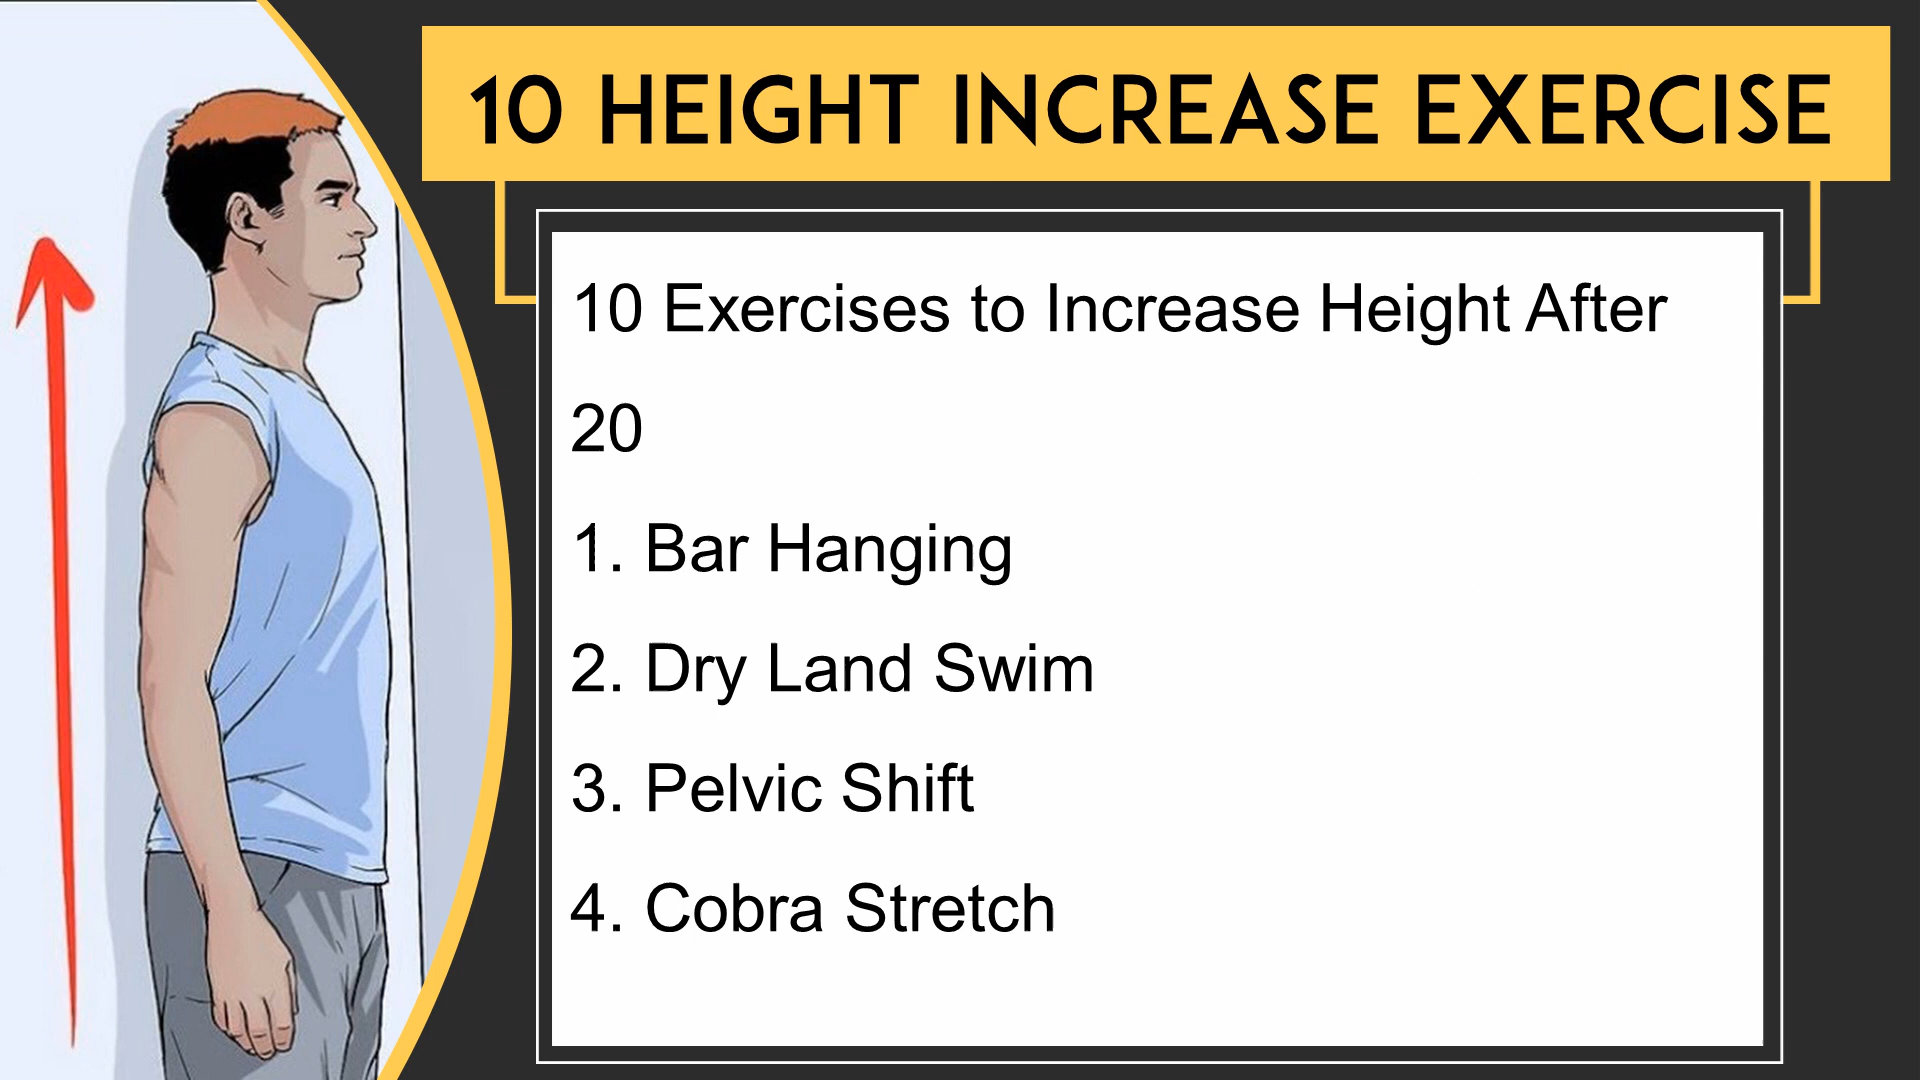 10 HEIGHT INCREASE EXERCISE
10 Exercises to Increase Height After
20
1. Bar Hanging
2. Dry Land Swim
3. Pelvic Shift
4. Cobra Stretch